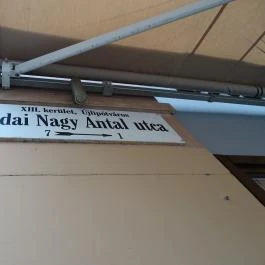 XIII. kerület, Újlipótváros
dai Nagy Antal utca
7 1